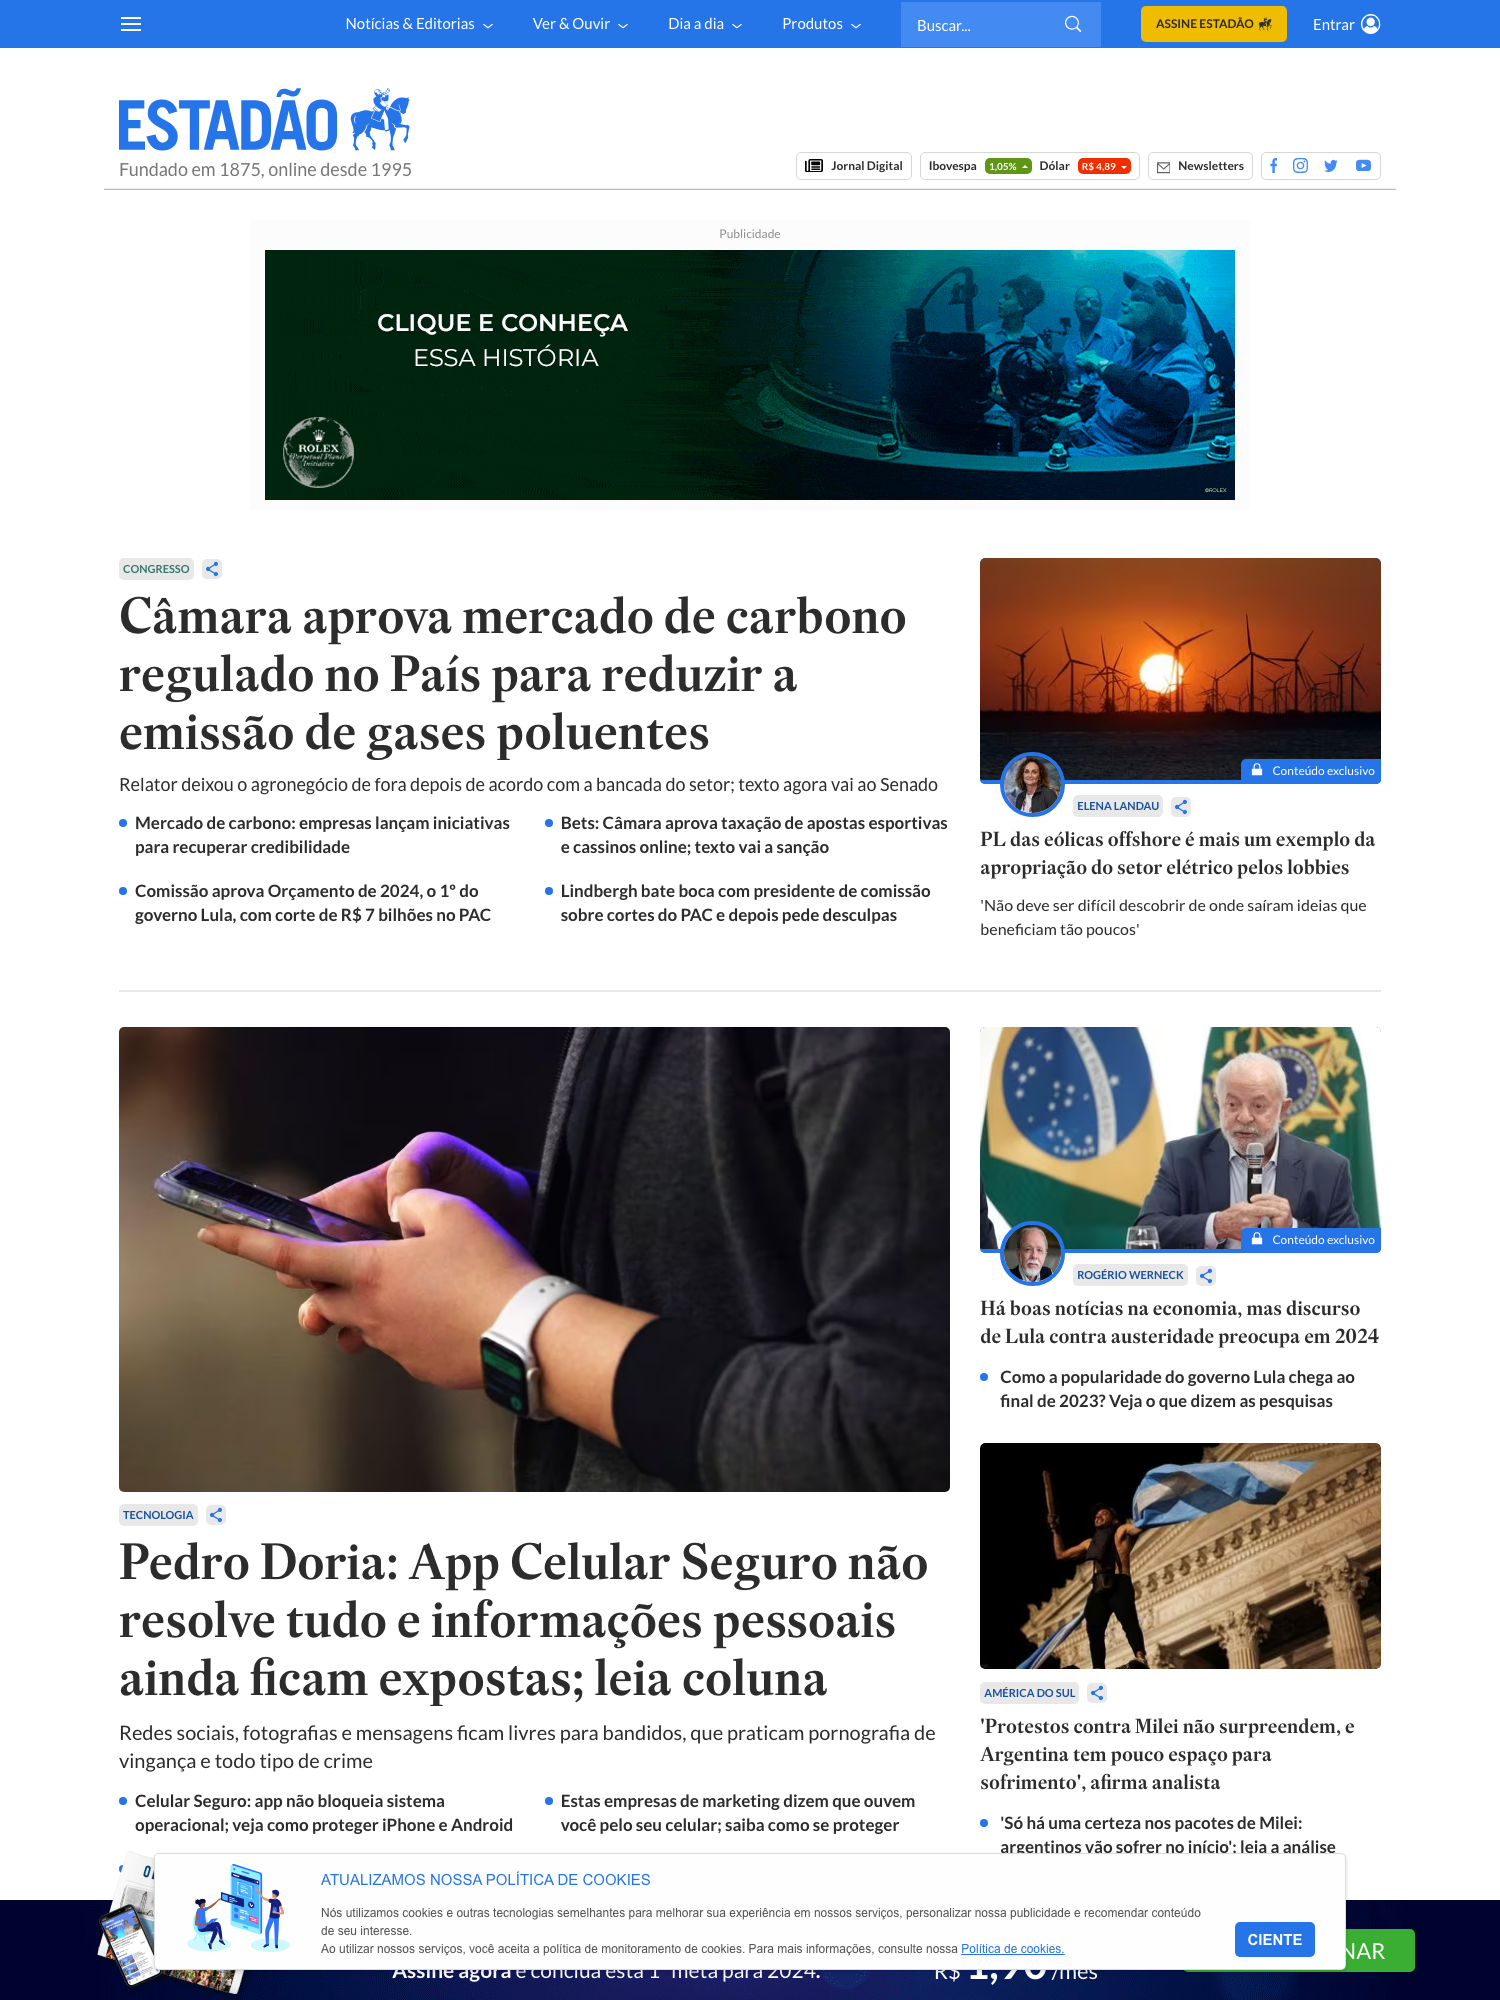 Notícias & Editorias
Ver & Ouvir
Dia a dia
Produtos
Buscar...
ASSINE ESTADÃO
Entrar
ESTADÃO
Fundado em 1875, online desde 1995
Jornal Digital
Ibovespa 1,05% Dólar R$ 4,89
Newsletters
Publicidade
CLIQUE E CONHEÇA
ESSA HISTÓRIA
ROLEX
Perpetual Planet
Initiative
©ROLEX
CONGRESSO
Câmara aprova mercado de carbono
regulado no País para reduzir a
emissão de gases poluentes
Relator deixou o agronegócio de fora depois de acordo com a bancada do setor; texto agora vai ao Senado
Mercado de carbono: empresas lançam iniciativas
para recuperar credibilidade
Bets: Câmara aprova taxação de apostas esportivas
e cassinos online; texto vai a sanção
Comissão aprova Orçamento de 2024, o 1º do
governo Lula, com corte de R$ 7 bilhões no PAC
Lindbergh bate boca com presidente de comissão
sobre cortes do PAC e depois pede desculpas
Conteúdo exclusivo
ELENA LANDAU
PL das eólicas offshore é mais um exemplo da
apropriação do setor elétrico pelos lobbies
'Não deve ser difícil descobrir de onde saíram ideias que
beneficiam tão poucos'
TECNOLOGIA
Pedro Doria: App Celular Seguro não
resolve tudo e informações pessoais
ainda ficam expostas; leia coluna
Redes sociais, fotografias e mensagens ficam livres para bandidos, que praticam pornografia de
vingança e todo tipo de crime
Celular Seguro: app não bloqueia sistema
operacional; veja como proteger iPhone e Android
Estas empresas de marketing dizem que ouvem
você pelo seu celular; saiba como se proteger
Conteúdo exclusivo
ROGÉRIO WERNECK
Há boas notícias na economia, mas discurso
de Lula contra austeridade preocupa em 2024
Como a popularidade do governo Lula chega ao
final de 2023? Veja o que dizem as pesquisas
AMÉRICA DO SUL
'Protestos contra Milei não surpreendem, e
Argentina tem pouco espaço para
sofrimento', afirma analista
'Só há uma certeza nos pacotes de Milei:
argentinos vão sofrer no início': leia a análise
ATUALIZAMOS NOSSA POLÍTICA DE COOKIES
Nós utilizamos cookies e outras tecnologias semelhantes para melhorar sua experiência em nossos serviços, personalizar nossa publicidade e recomendar conteúdo
de seu interesse.
Ao utilizar nossos serviços, você aceita a política de monitoramento de cookies. Para mais informações, consulte nossa Política de cookies.
CIENTE
Assine agora e conclua esta 1ª meta para 2024.
R$ 1,90 /mês
NAR